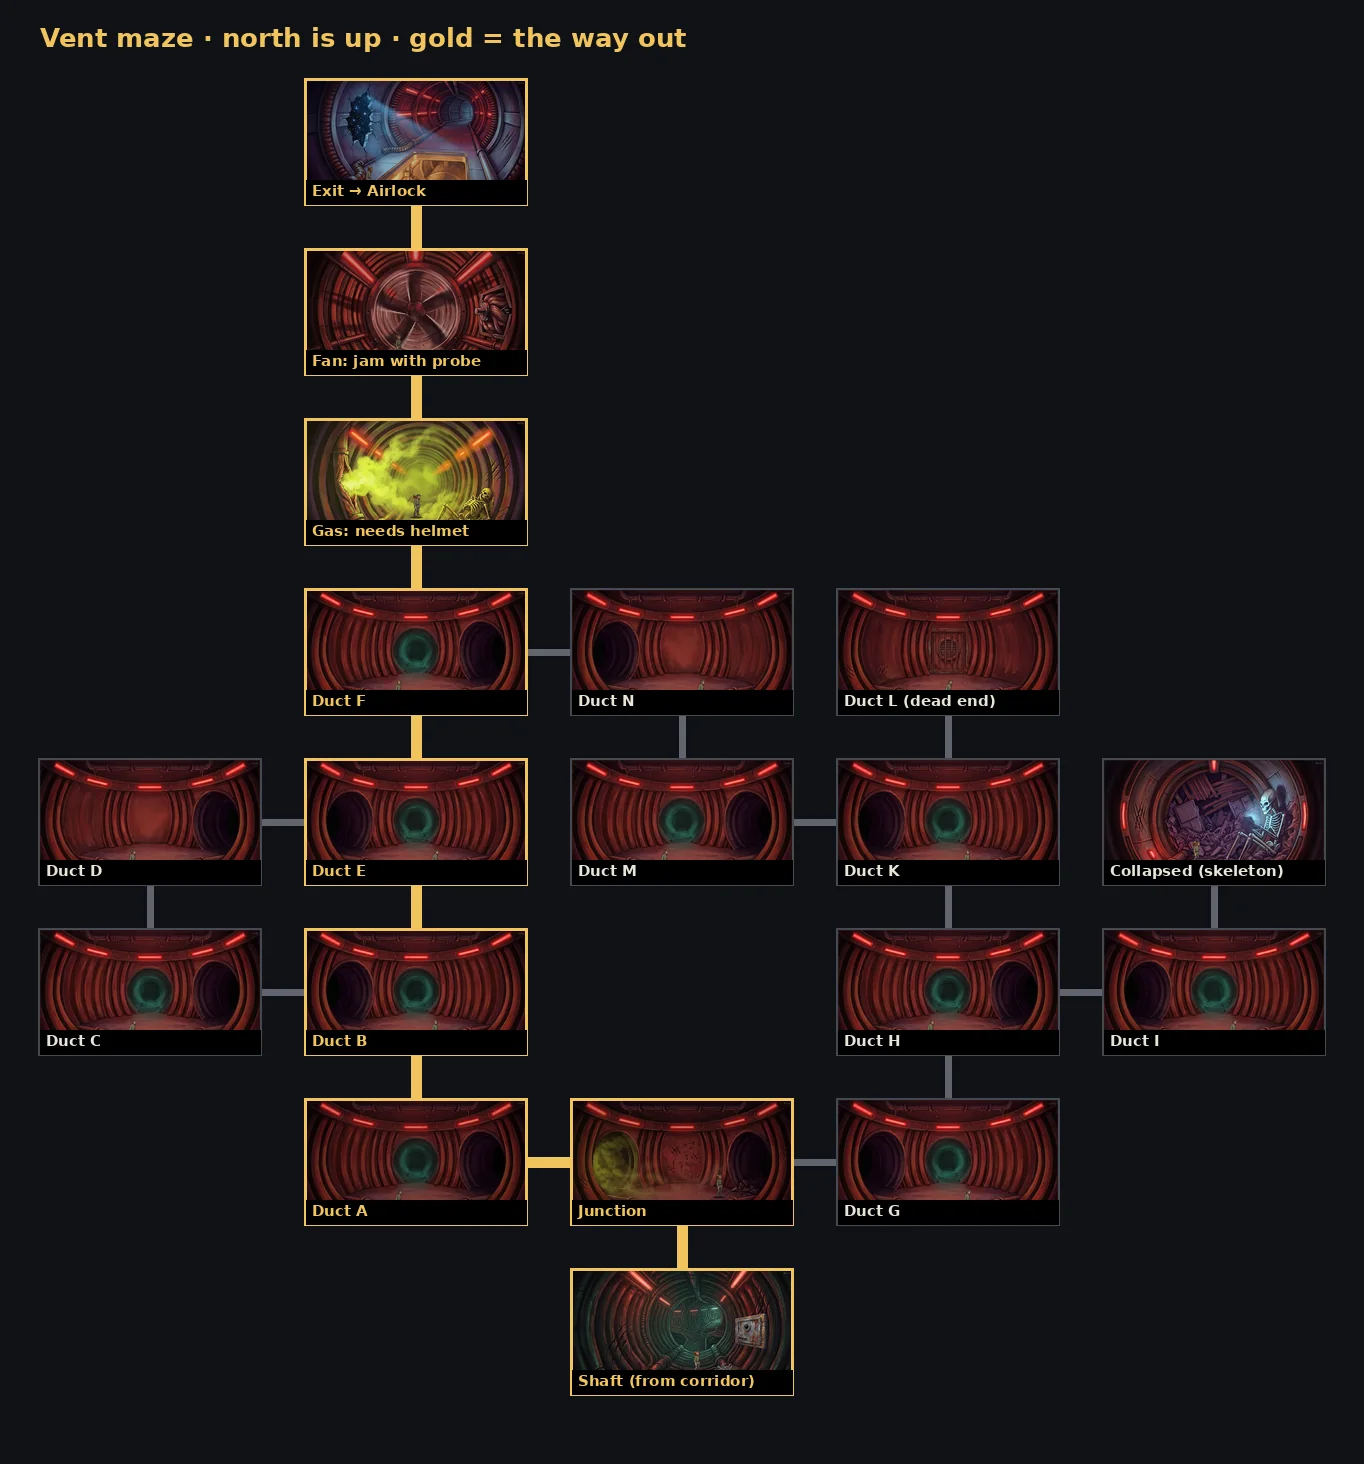 Vent maze · north is up · gold = the way out
Exit → Airlock
Fan: jam with probe
Gas: needs helmet
Duct F
Duct N
Duct L (dead end)
Duct D
Duct E
Duct M
Duct K
Collapsed (skeleton)
Duct C
Duct B
Duct H
Duct I
Duct A
Junction
Duct G
Shaft (from corridor)